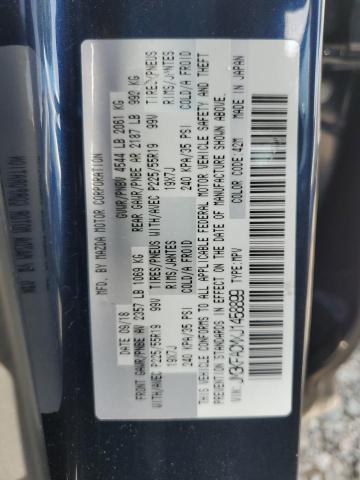 MFD. BY MAZDA MOTOR CORPORATION
DATE 09/18 GVWR/PNBV 4544 LB 2061 KG
FRONT GAWR/PNBE AV 2357 LB 1069 KG REAR GAWR/PNBE AR 2187 LB 992 KG
WITH/AVEC P225/55R19 99V TIRES/PNEUS WITH/AVEC P225/55R19 99V TIRES/PNEUS
19X7J RIMS/JANTES 19X7J RIMS/JANTES
240 KPA/35 PSI COLD/A FROID 240 KPA/35 PSI COLD/A FROID
THIS VEHICLE CONFORMS TO ALL APPLICABLE FEDERAL MOTOR VEHICLE SAFETY BUMPER AND THEFT PREVENTION STANDARDS IN EFFECT ON THE DATE OF MANUFACTURE SHOWN ABOVE.
MADE IN JAPAN
TYPE: MPV COLOR CODE: 42M